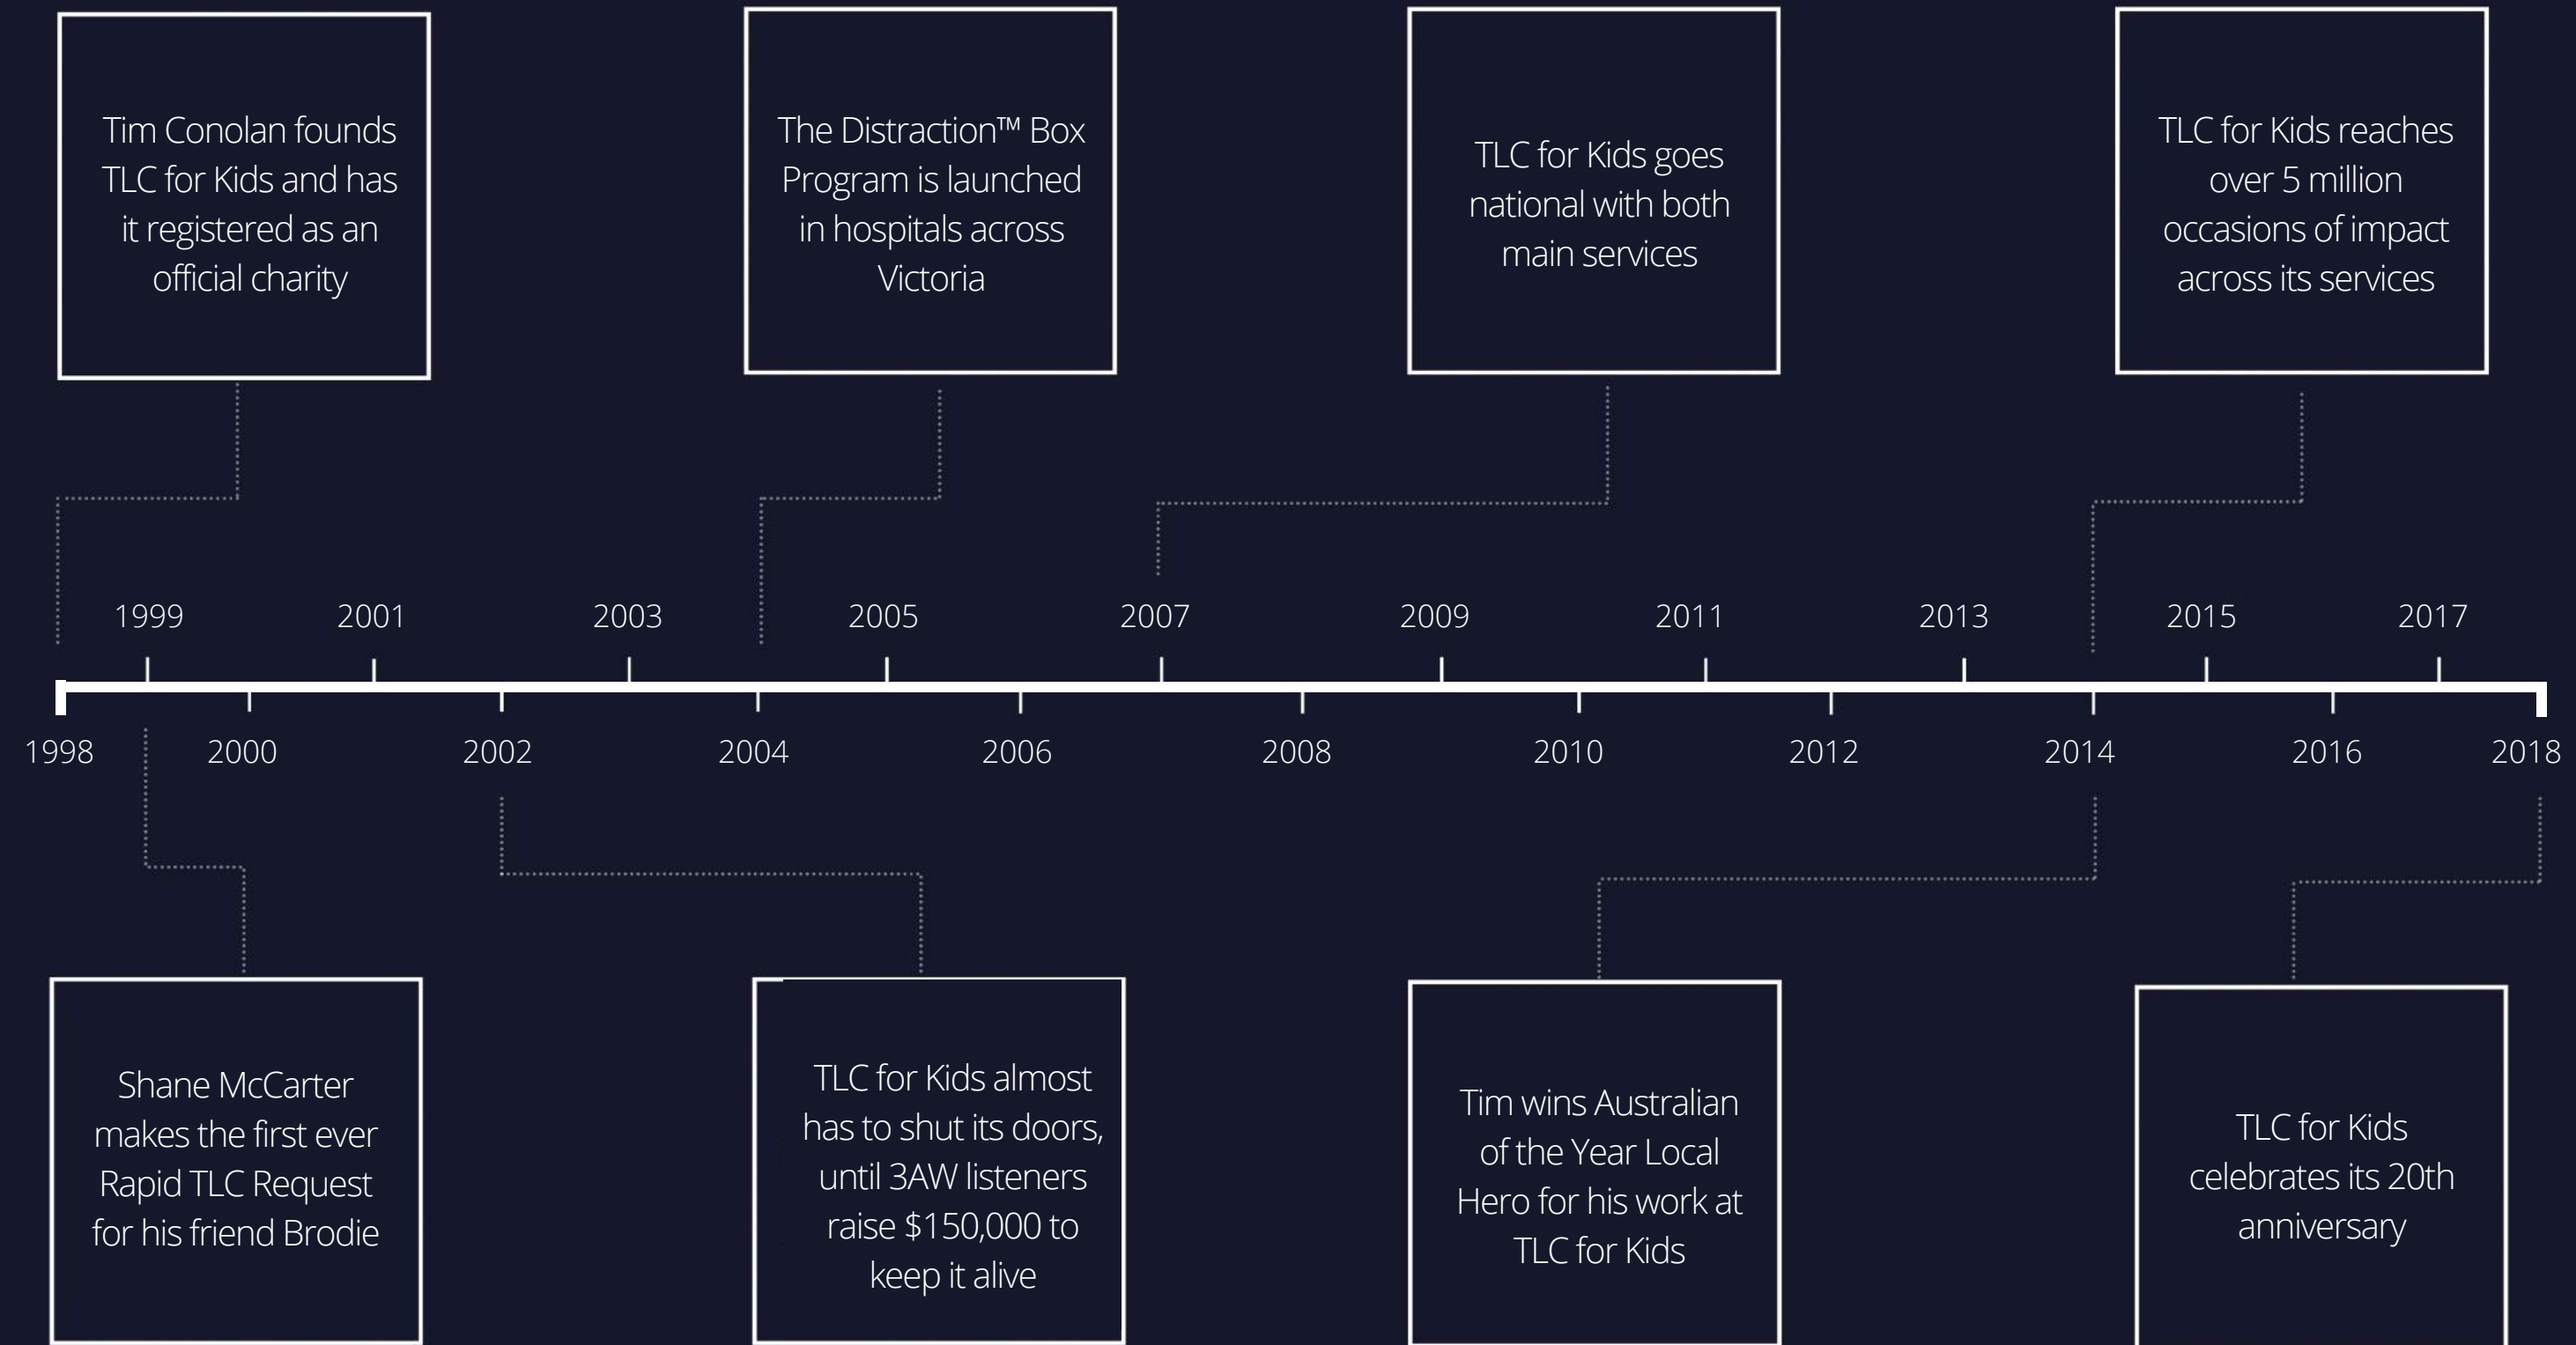 Tim Conolan founds
TLC for Kids and has
it registered as an
official charity
The Distraction™ Box
Program is launched
in hospitals across
Victoria
TLC for Kids goes
national with both
main services
TLC for Kids reaches
over 5 million
occasions of impact
across its services
1999 2001 2003 2005 2007 2009 2011 2013 2015 2017
1998 2000 2002 2004 2006 2008 2010 2012 2014 2016 2018
Shane McCarter
makes the first ever
Rapid TLC Request
for his friend Brodie
TLC for Kids almost
has to shut its doors,
until 3AW listeners
raise $150,000 to
keep it alive
Tim wins Australian
of the Year Local
Hero for his work at
TLC for Kids
TLC for Kids
celebrates its 20th
anniversary